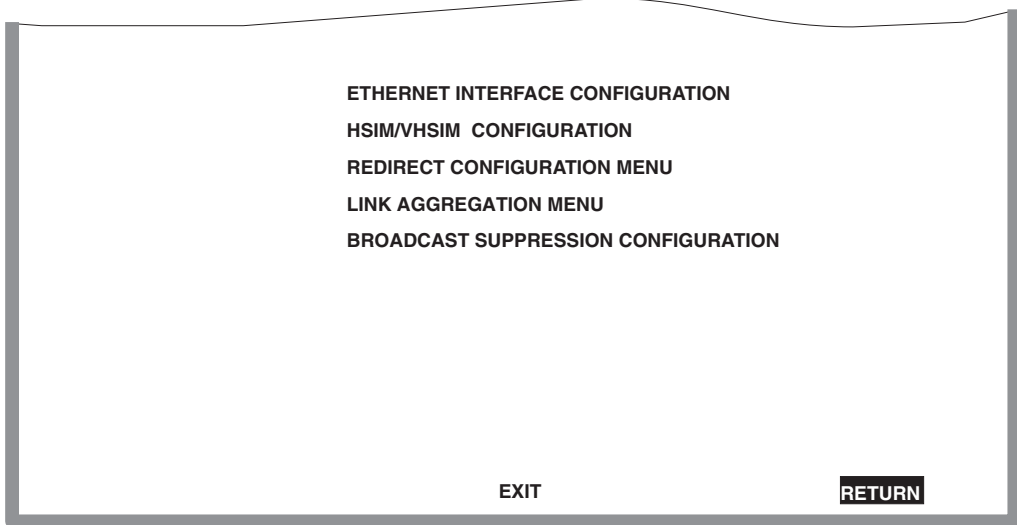 ETHERNET INTERFACE CONFIGURATION
HSIM/VHSIM CONFIGURATION
REDIRECT CONFIGURATION MENU
LINK AGGREGATION MENU
BROADCAST SUPPRESSION CONFIGURATION
EXIT RETURN